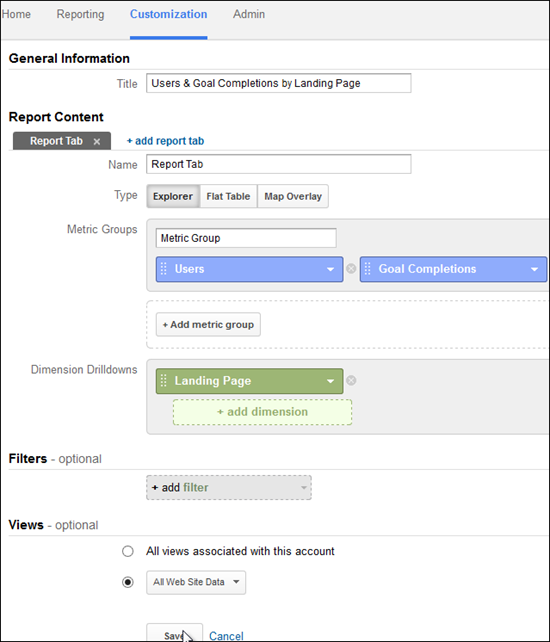 Home Reporting Customization Admin
General Information
Title Users & Goal Completions by Landing Page
Report Content
Report Tab × + add report tab
Name Report Tab
Type Explorer Flat Table Map Overlay
Metric Groups
Metric Group
Users Goal Completions
+ Add metric group
Dimension Drilldowns
Landing Page
+ add dimension
Filters - optional
+ add filter
Views - optional
All views associated with this account
All Web Site Data
Save Cancel